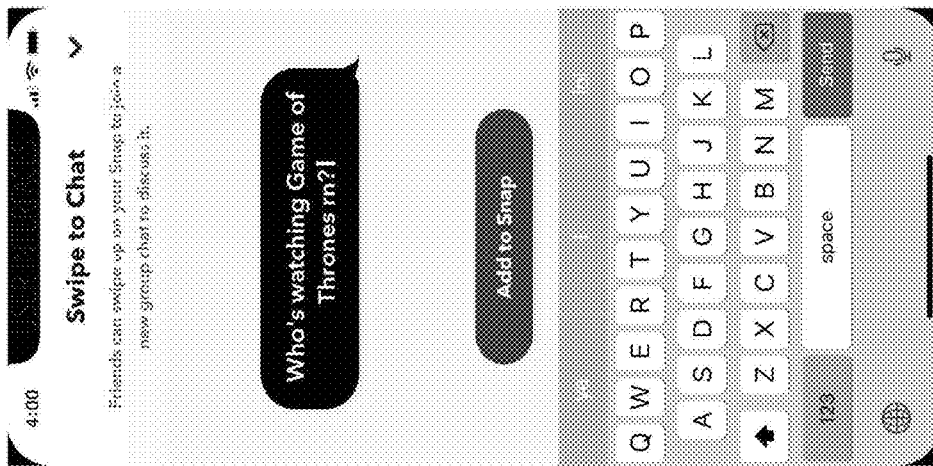 4:00
Swipe to Chat
Friends can swipe up on your Snap to join a
new group chat to discuss it.
Who's watching Game of
Thrones rn?|
Add to Snap
Q W E R T Y U I O P
A S D F G H J K L
Z X C V B N M
123 space